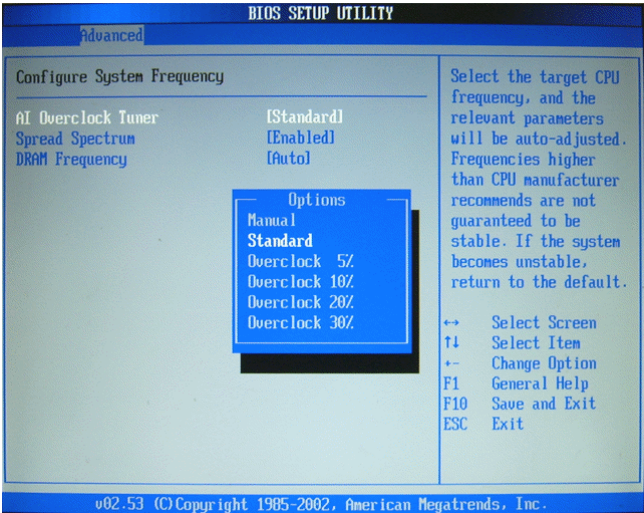 BIOS SETUP UTILITY
Advanced
Configure System Frequency
AI Overclock Tuner [Standard]
Spread Spectrum [Enabled]
DRAM Frequency [Auto]
Options
Manual
Standard
Overclock 5%
Overclock 10%
Overclock 20%
Overclock 30%
Select the target CPU
frequency, and the
relevant parameters
will be auto-adjusted.
Frequencies higher
than CPU manufacturer
recommends are not
guaranteed to be
stable. If the system
becomes unstable,
return to the default.
↔ Select Screen
↑↓ Select Item
+- Change Option
F1 General Help
F10 Save and Exit
ESC Exit
v02.53 (C)Copyright 1985-2002, American Megatrends, Inc.